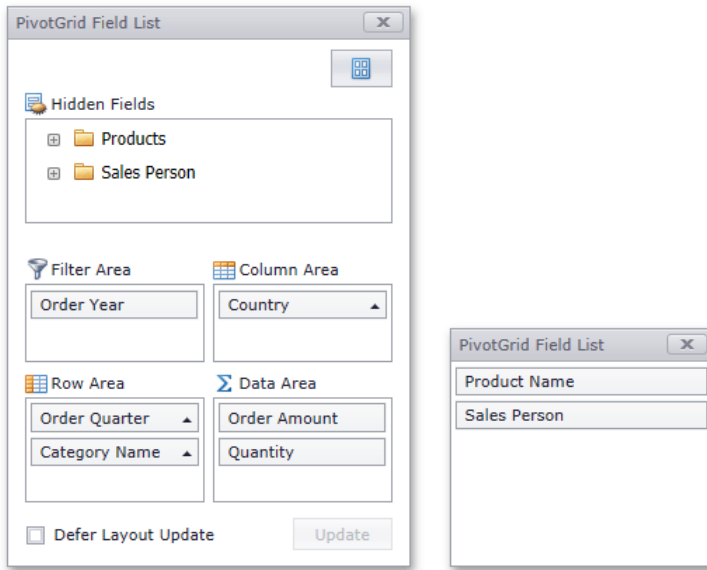 PivotGrid Field List
Hidden Fields
Products
Sales Person
Filter Area
Order Year
Column Area
Country
Row Area
Order Quarter
Category Name
Data Area
Order Amount
Quantity
Defer Layout Update
Update
PivotGrid Field List
Product Name
Sales Person